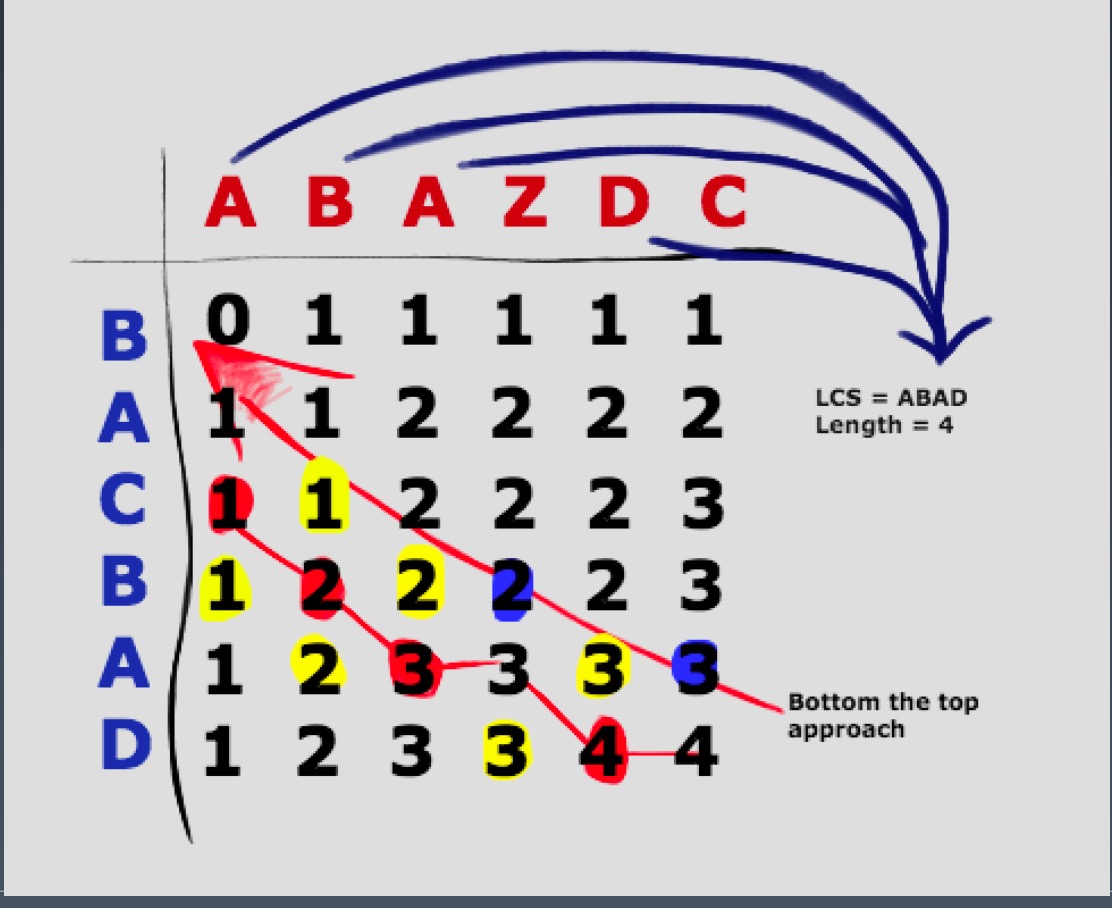 A B A Z D C
B 0 1 1 1 1 1
A 1 1 2 2 2 2
LCS = ABAD
Length = 4
C 1 1 2 2 2 3
B 1 2 2 2 2 3
A 1 2 3 3 3 3
Bottom the top
approach
D 1 2 3 3 4 4